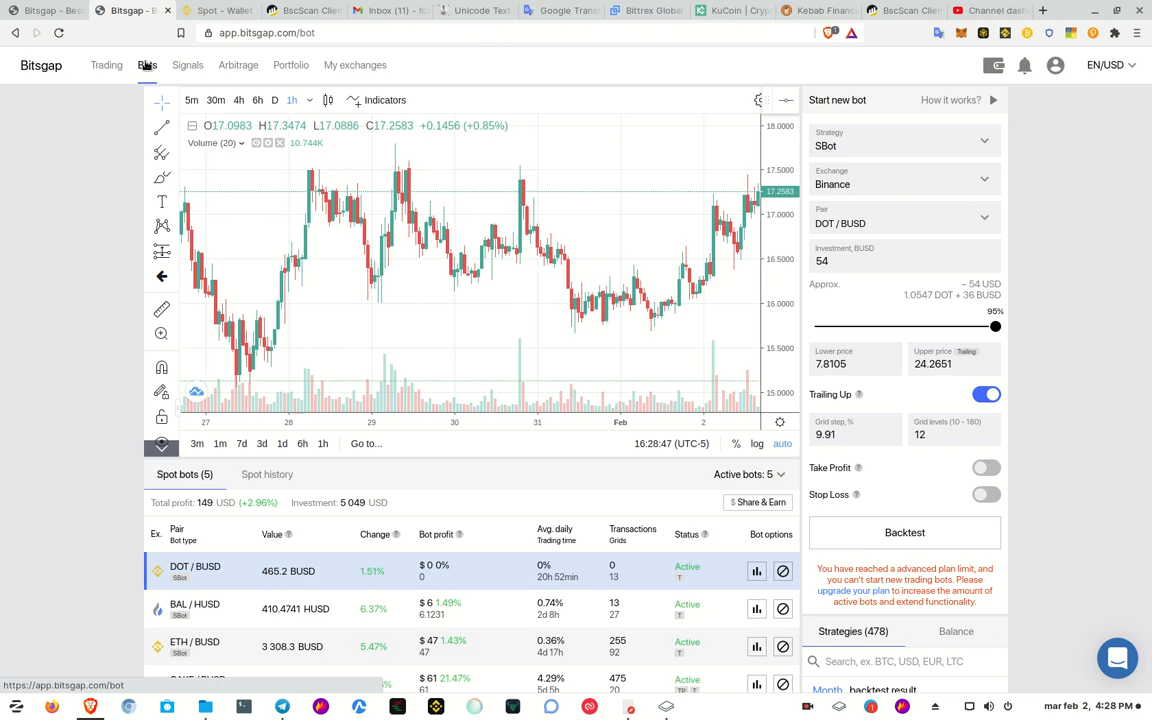 Bitsgap - Bes
Bitsgap - B
Spot - Wallet
BscScan Clien
Inbox (11) - fc
Unicode Text
Google Trans
Bittrex Global
KuCoin | Cryp
Kebab Financ
BscScan Clien
Channel dash
app.bitsgap.com/bot
Bitsgap
Trading
Bots
Signals
Arbitrage
Portfolio
My exchanges
EN/USD
5m 30m 4h 6h D 1h
Indicators
O17.0983 H17.3474 L17.0886 C17.2583 +0.1456 (+0.85%)
Volume (20) 10.744K
18.0000
17.5000
17.2583
17.0000
16.5000
16.0000
15.5000
15.0000
27 28 29 30 31 Feb 2
3m 1m 7d 3d 1d 6h 1h Go to...
16:28:47 (UTC-5) % log auto
Start new bot
How it works?
Strategy
SBot
Exchange
Binance
Pair
DOT / BUSD
Investment, BUSD
54
Approx. ~ 54 USD
1.0547 DOT + 36 BUSD
95%
Lower price
7.8105
Upper price Trailing
24.2651
Trailing Up ?
Grid step, %
9.91
Grid levels (10 - 180)
12
Take Profit ?
Stop Loss ?
Backtest
You have reached a advanced plan limit, and
you can't start new trading bots. Please
upgrade your plan to increase the amount of
active bots and extend functionality.
Strategies (478)
Balance
Search, ex. BTC, USD, EUR, LTC
Month backtest result
Spot bots (5)
Spot history
Active bots: 5
Total profit: 149 USD (+2.96%) Investment: 5 049 USD
$ Share & Earn
Ex. Pair Value ? Change ? Bot profit ? Avg. daily Transactions Status ? Bot options
Bot type Trading time Grids
DOT / BUSD 465.2 BUSD 1.51% $ 0 0% 0% 0 Active
SBot 0 20h 52min 13 T
BAL / HUSD 410.4741 HUSD 6.37% $ 6 1.49% 0.74% 13 Active
SBot 6.1231 2d 8h 27 T
ETH / BUSD 3 308.3 BUSD 5.47% $ 47 1.43% 0.36% 255 Active
SBot 47 4d 17h 92 T
$ 61 21.47% 4.29% 475 Active
61 5d 5h 20 TP T
https://app.bitsgap.com/bot
mar feb 2, 4:28 PM